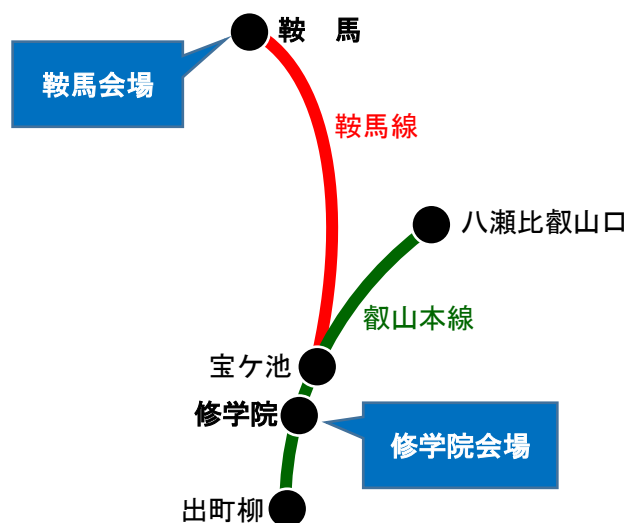 鞍　馬
鞍馬会場
鞍馬線
八瀬比叡山口
叡山本線
宝ケ池
修学院
修学院会場
出町柳